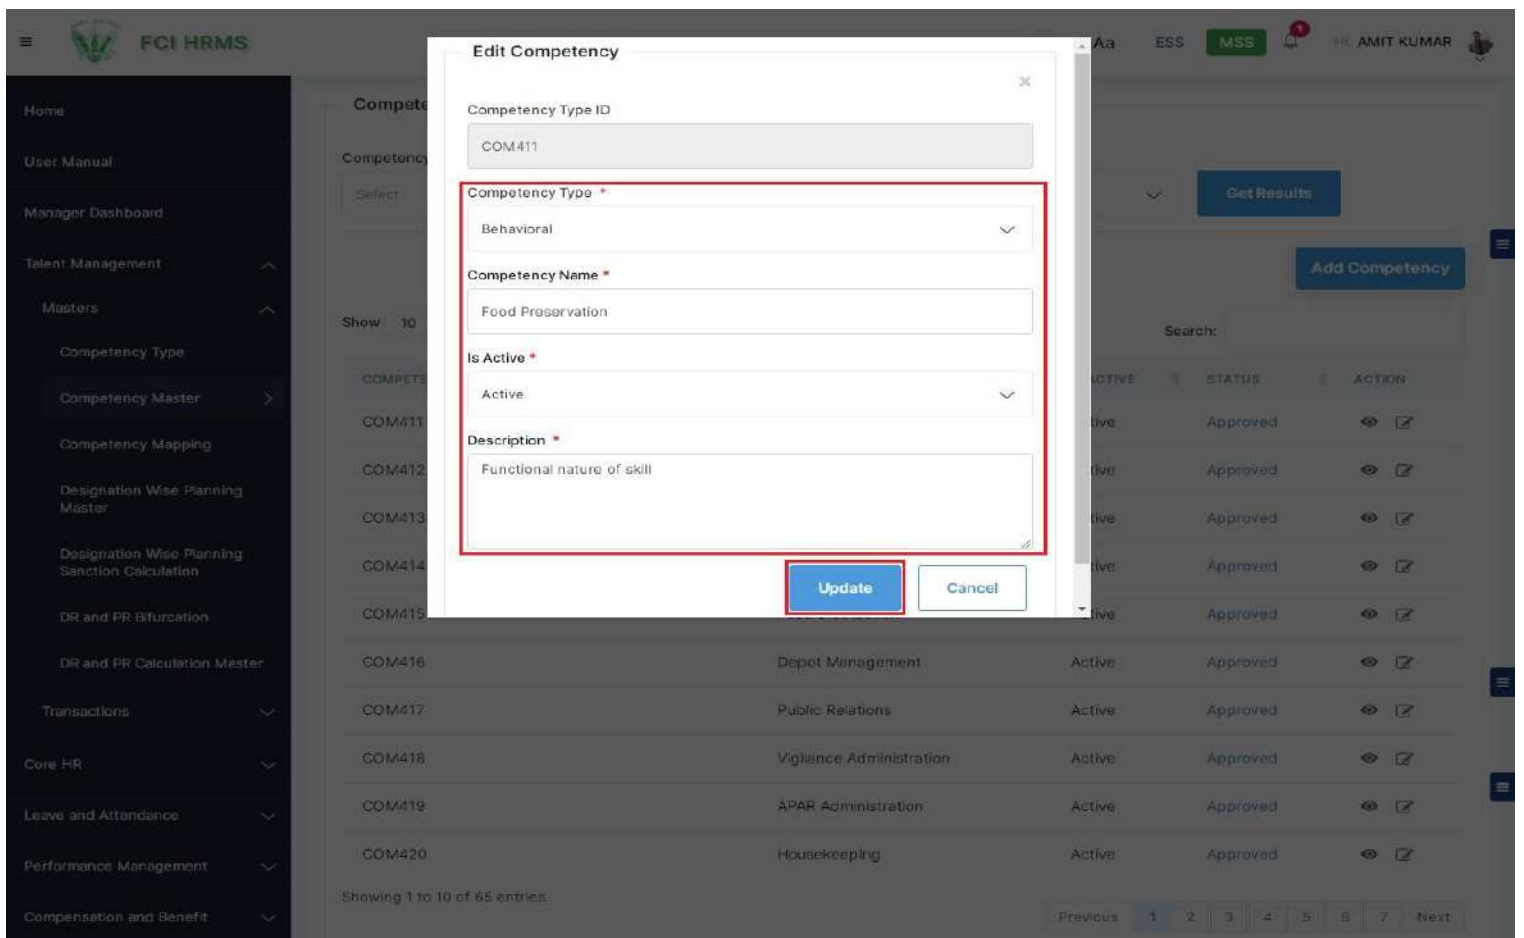 FCI HRMS
Aa ESS MSS 1 Hi, AMIT KUMAR
Home
User Manual
Manager Dashboard
Talent Management
Masters
Competency Type
Competency Master
Competency Mapping
Designation Wise Planning
Master
Designation Wise Planning
Sanction Calculation
DR and PR Bifurcation
DR and PR Calculation Master
Transactions
Core HR
Leave and Attendance
Performance Management
Compensation and Benefit
Compete
Competency
Select
Get Results
Add Competency
Show 10
Search:
COMPETE ACTIVE STATUS ACTION
COM411 tive Approved
COM412 tive Approved
COM413 tive Approved
COM414 tive Approved
COM415 tive Approved
COM416 Depot Management Active Approved
COM417 Public Relations Active Approved
COM418 Vigilance Administration Active Approved
COM419 APAR Administration Active Approved
COM420 Housekeeping Active Approved
Showing 1 to 10 of 65 entries
Previous 1 2 3 4 5 6 7 Next
Edit Competency
×
Competency Type ID
COM411
Competency Type *
Behavioral
Competency Name *
Food Preservation
Is Active *
Active
Description *
Functional nature of skill
Update Cancel